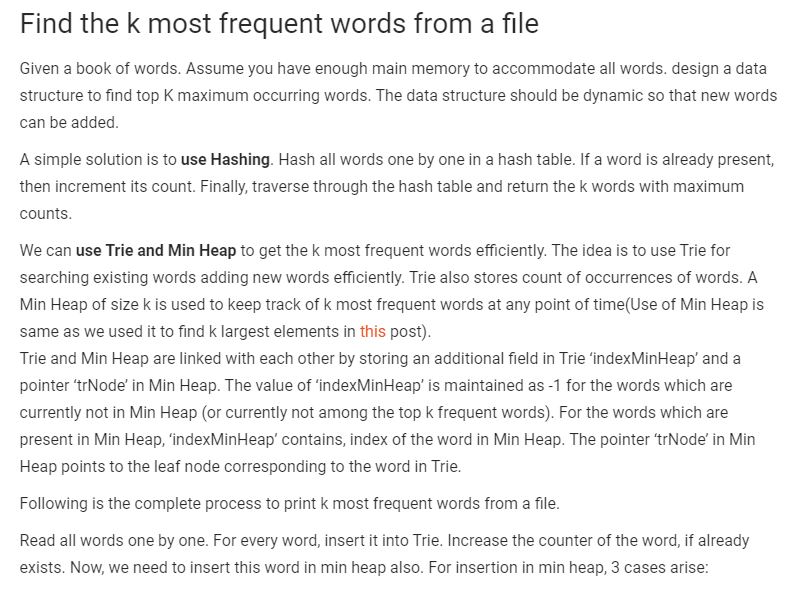 Find the k most frequent words from a file
Given a book of words. Assume you have enough main memory to accommodate all words. design a data
structure to find top K maximum occurring words. The data structure should be dynamic so that new words
can be added.
A simple solution is to use Hashing. Hash all words one by one in a hash table. If a word is already present,
then increment its count. Finally, traverse through the hash table and return the k words with maximum
counts.
We can use Trie and Min Heap to get the k most frequent words efficiently. The idea is to use Trie for
searching existing words adding new words efficiently. Trie also stores count of occurrences of words. A
Min Heap of size k is used to keep track of k most frequent words at any point of time(Use of Min Heap is
same as we used it to find k largest elements in this post).
Trie and Min Heap are linked with each other by storing an additional field in Trie ‘indexMinHeap’ and a
pointer ‘trNode’ in Min Heap. The value of ‘indexMinHeap’ is maintained as -1 for the words which are
currently not in Min Heap (or currently not among the top k frequent words). For the words which are
present in Min Heap, ‘indexMinHeap’ contains, index of the word in Min Heap. The pointer ‘trNode’ in Min
Heap points to the leaf node corresponding to the word in Trie.
Following is the complete process to print k most frequent words from a file.
Read all words one by one. For every word, insert it into Trie. Increase the counter of the word, if already
exists. Now, we need to insert this word in min heap also. For insertion in min heap, 3 cases arise: